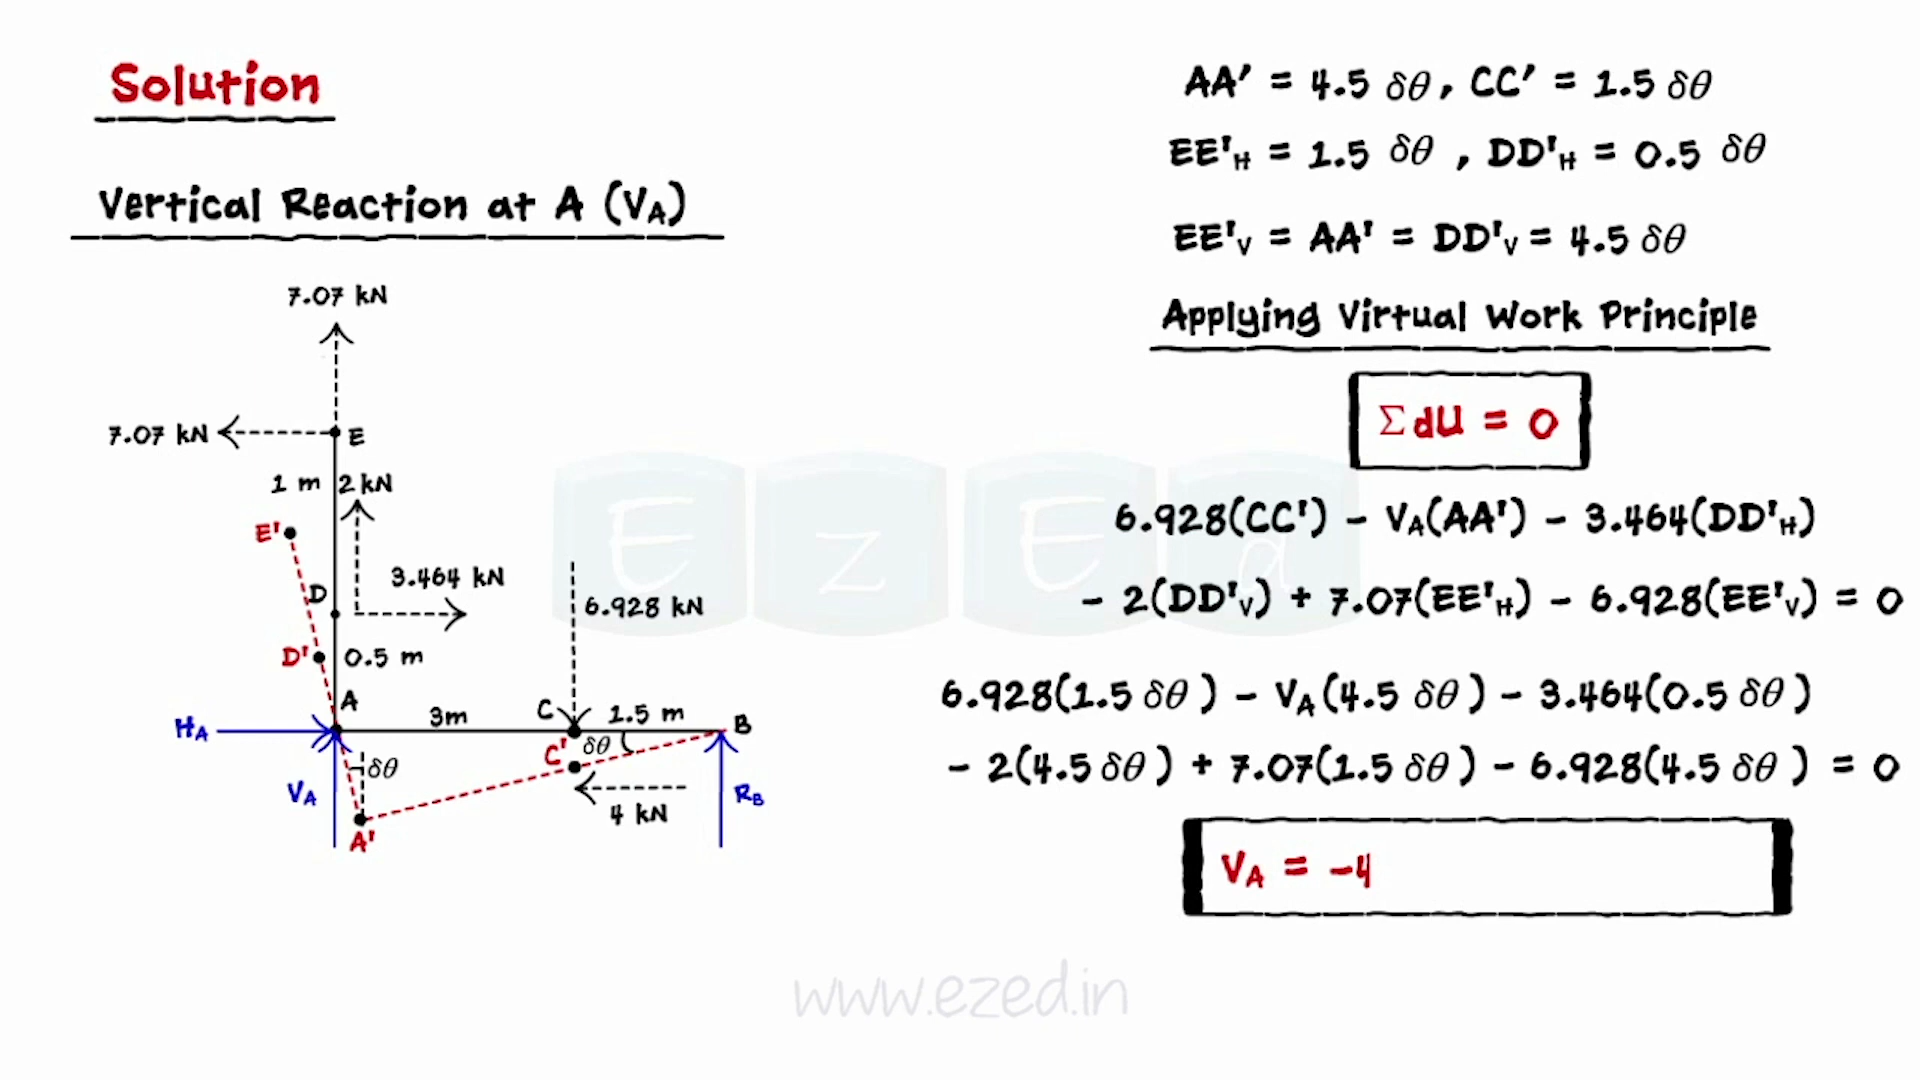 Solution
Vertical Reaction at A (VA)
7.07 kN
7.07 kN
E
1 m
2 kN
E'
D
3.464 kN
6.928 kN
D'
0.5 m
A
HA
3m
C
1.5 m
B
C'
δθ
δθ
VA
4 kN
RB
A'
AA' = 4.5 δθ, CC' = 1.5 δθ
EE'H = 1.5 δθ , DD'H = 0.5 δθ
EE'V = AA' = DD'V = 4.5 δθ
Applying Virtual Work Principle
Σ dU = 0
6.928(CC') - VA(AA') - 3.464(DD'H)
- 2(DD'V) + 7.07(EE'H) - 6.928(EE'V) = 0
6.928(1.5 δθ ) - VA(4.5 δθ ) - 3.464(0.5 δθ )
- 2(4.5 δθ ) + 7.07(1.5 δθ ) - 6.928(4.5 δθ ) = 0
VA = -4
EzEd
www.ezed.in